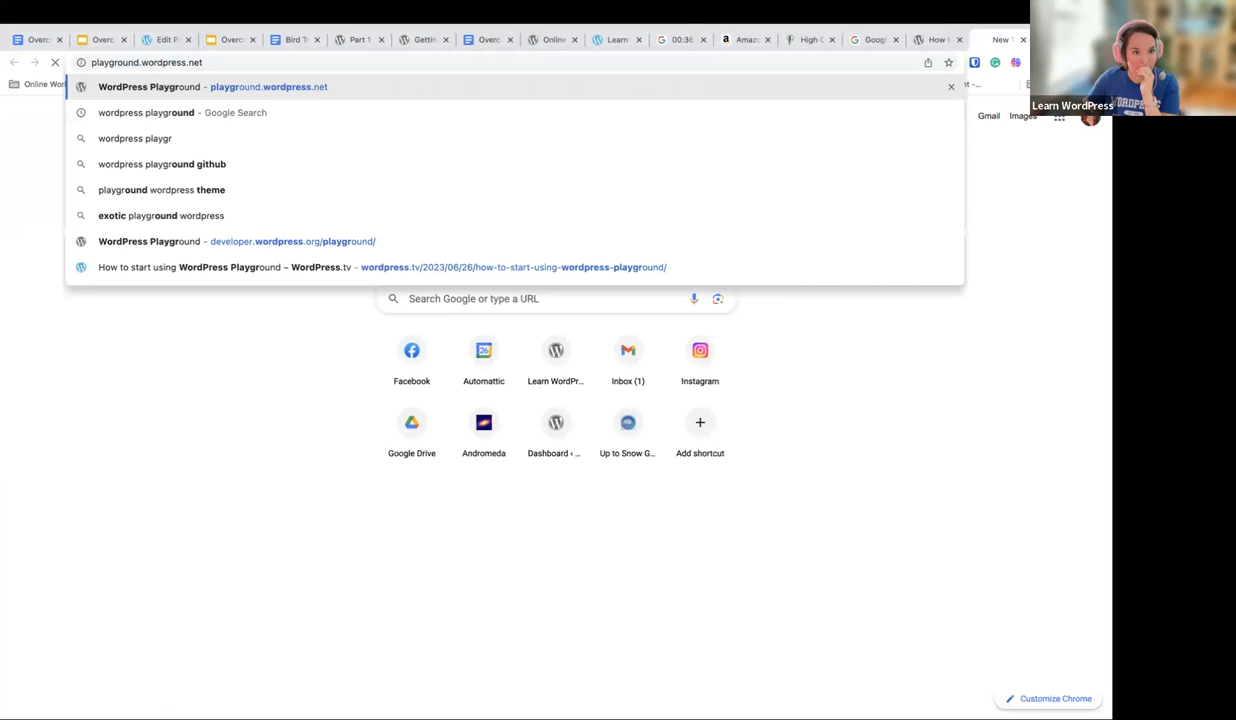 Overc
Overc
Edit P
Overc
Bird T
Part 1
Gettin
Overc
Online
Learn
00:36
Amazo
High C
Googl
How t
New T
playground.wordpress.net
WordPress Playground - playground.wordpress.net
Online Worl
wordpress playground - Google Search
wordpress playgr
wordpress playground github
playground wordpress theme
exotic playground wordpress
WordPress Playground - developer.wordpress.org/playground/
How to start using WordPress Playground – WordPress.tv - wordpress.tv/2023/06/26/how-to-start-using-wordpress-playground/
WORDPRESS
Learn WordPress
Gmail Images
Search Google or type a URL
26
Facebook Automattic Learn WordPr... Inbox (1) Instagram
Google Drive Andromeda Dashboard ‹ ... Up to Snow G... Add shortcut
Customize Chrome